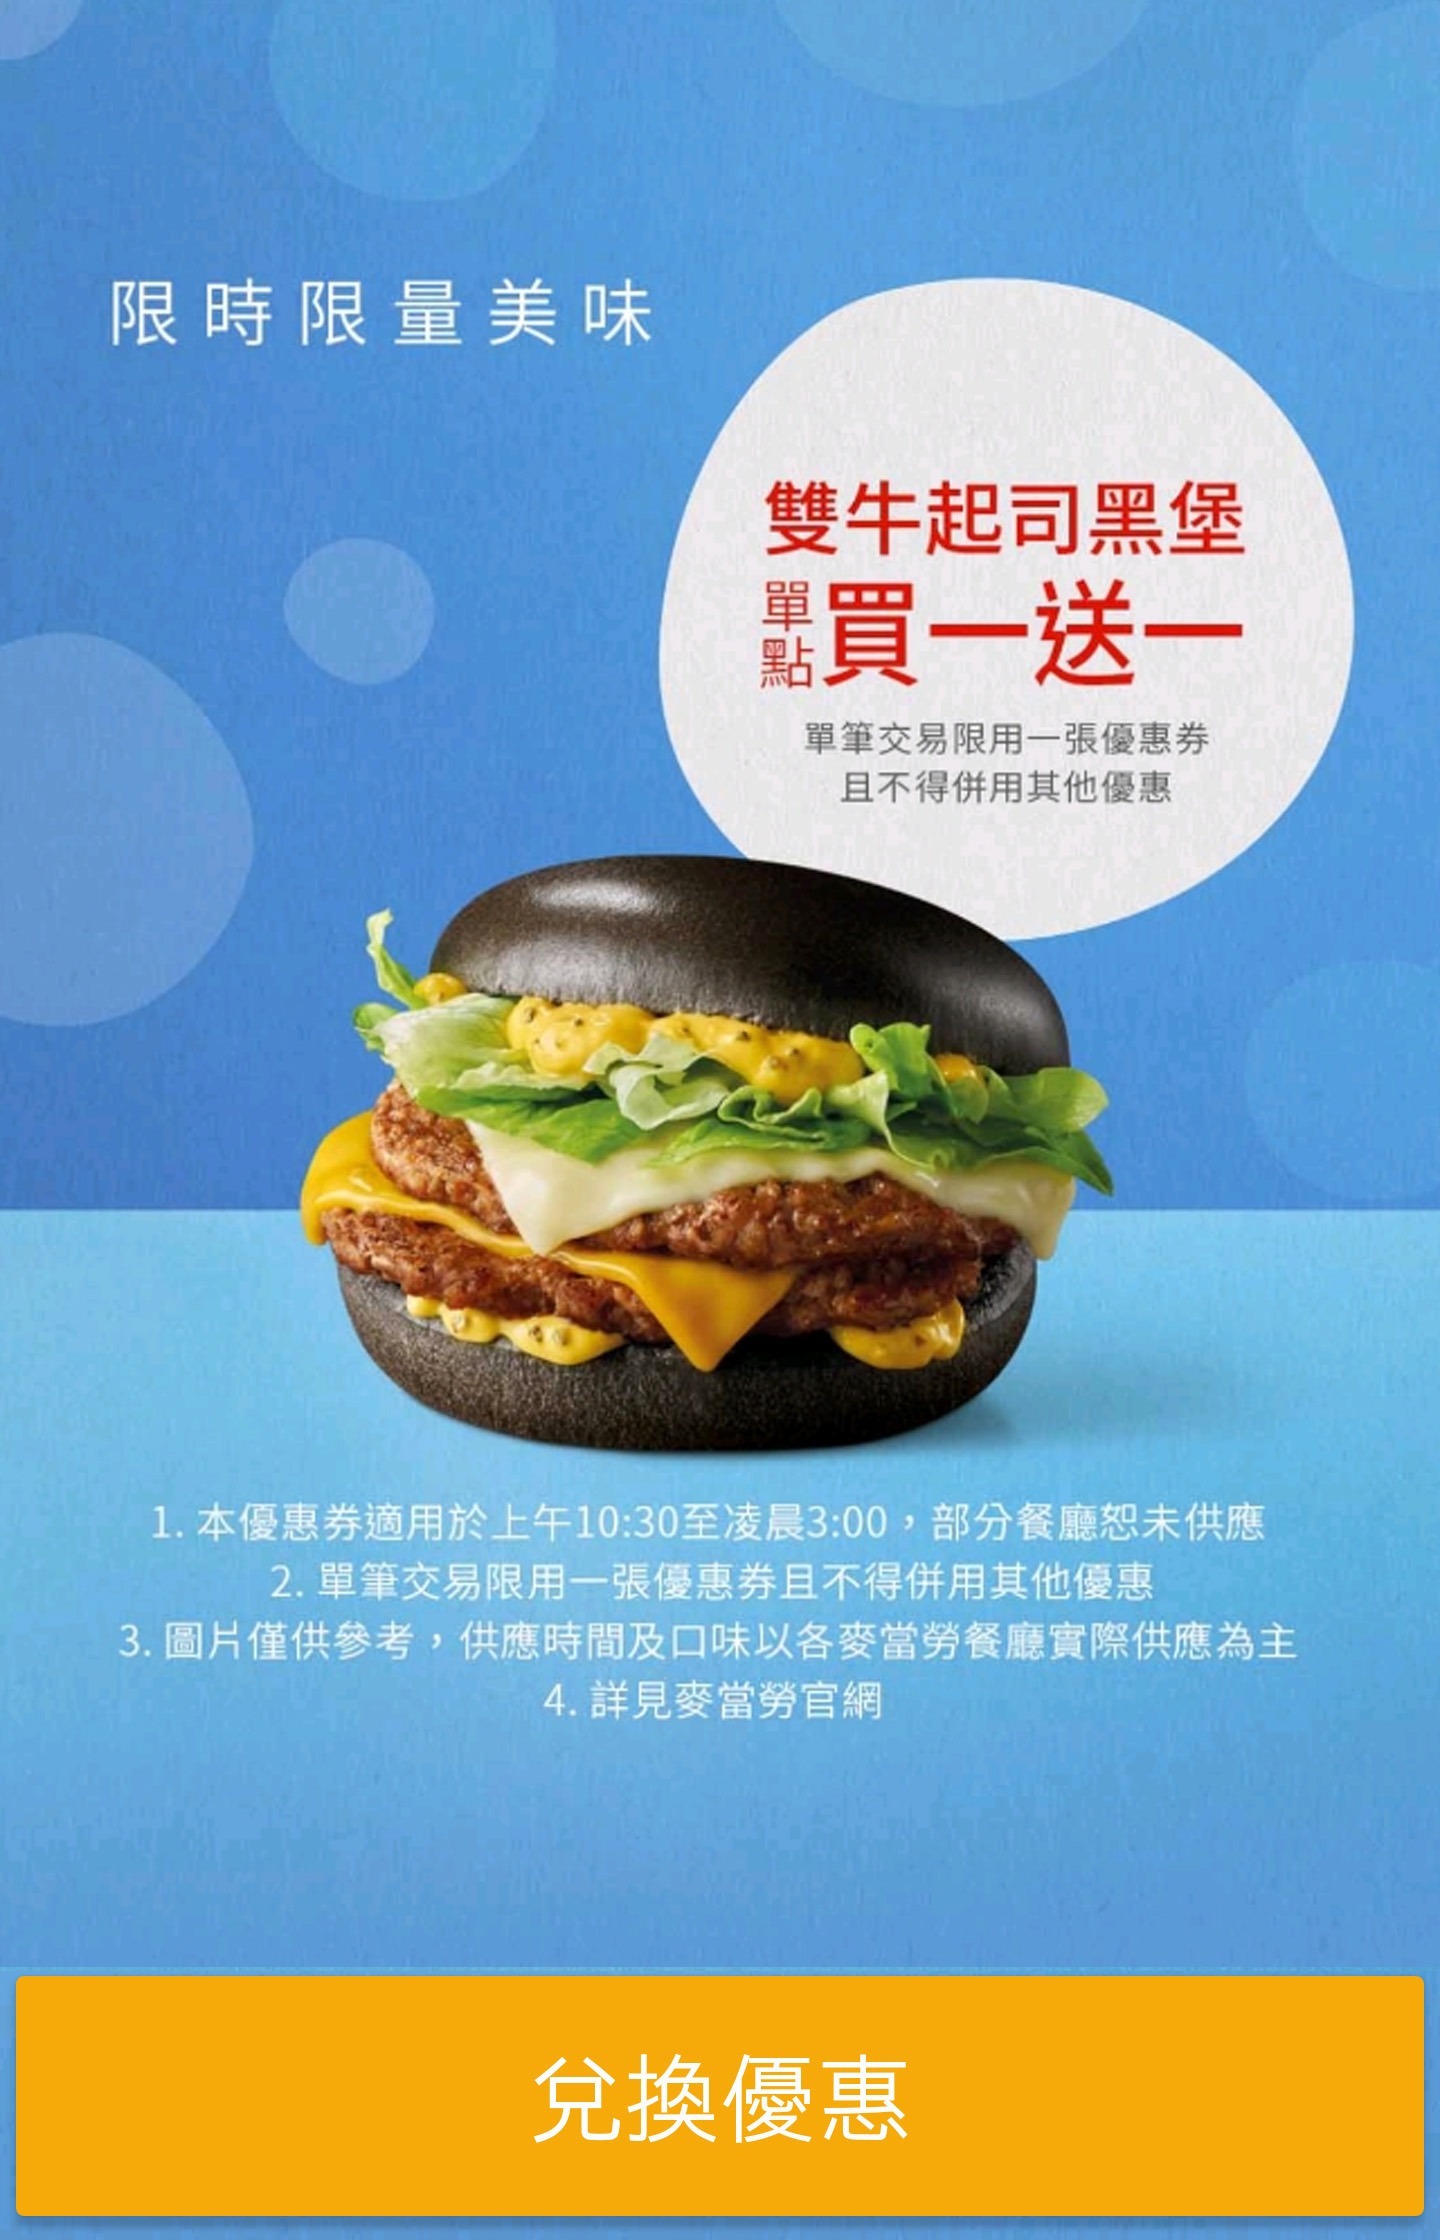 限時限量美味
雙牛起司黑堡
單點買一送一
單筆交易限用一張優惠券
且不得併用其他優惠
1. 本優惠券適用於上午10:30至凌晨3:00，部分餐廳恕未供應
2. 單筆交易限用一張優惠券且不得併用其他優惠
3. 圖片僅供參考，供應時間及口味以各麥當勞餐廳實際供應為主
4. 詳見麥當勞官網
兌換優惠